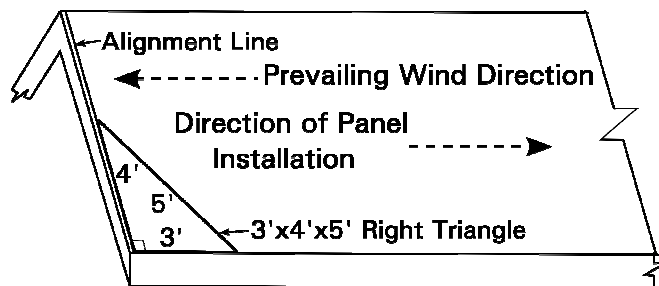 Alignment Line
Prevailing Wind Direction
Direction of Panel
Installation
4'
5'
3'
3'x4'x5' Right Triangle